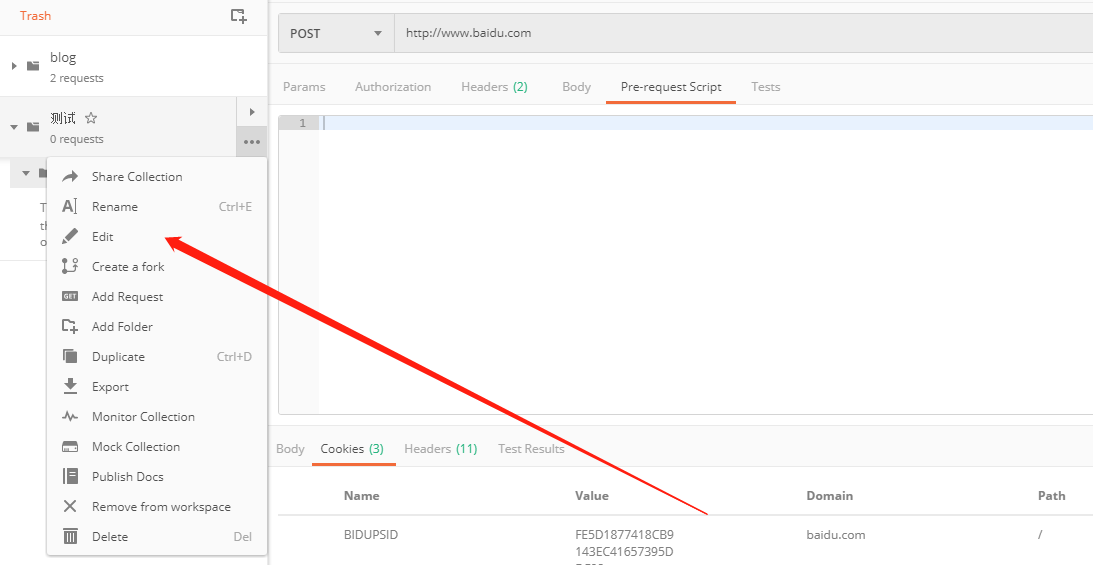 Trash
blog
2 requests
测试
0 requests
Share Collection
Rename Ctrl+E
Edit
Create a fork
GET Add Request
Add Folder
Duplicate Ctrl+D
Export
Monitor Collection
Mock Collection
Publish Docs
Remove from workspace
Delete Del
POST http://www.baidu.com
Params Authorization Headers (2) Body Pre-request Script Tests
1
Body Cookies (3) Headers (11) Test Results
Name Value Domain Path
BIDUPSID FE5D1877418CB9 baidu.com /
143EC41657395D